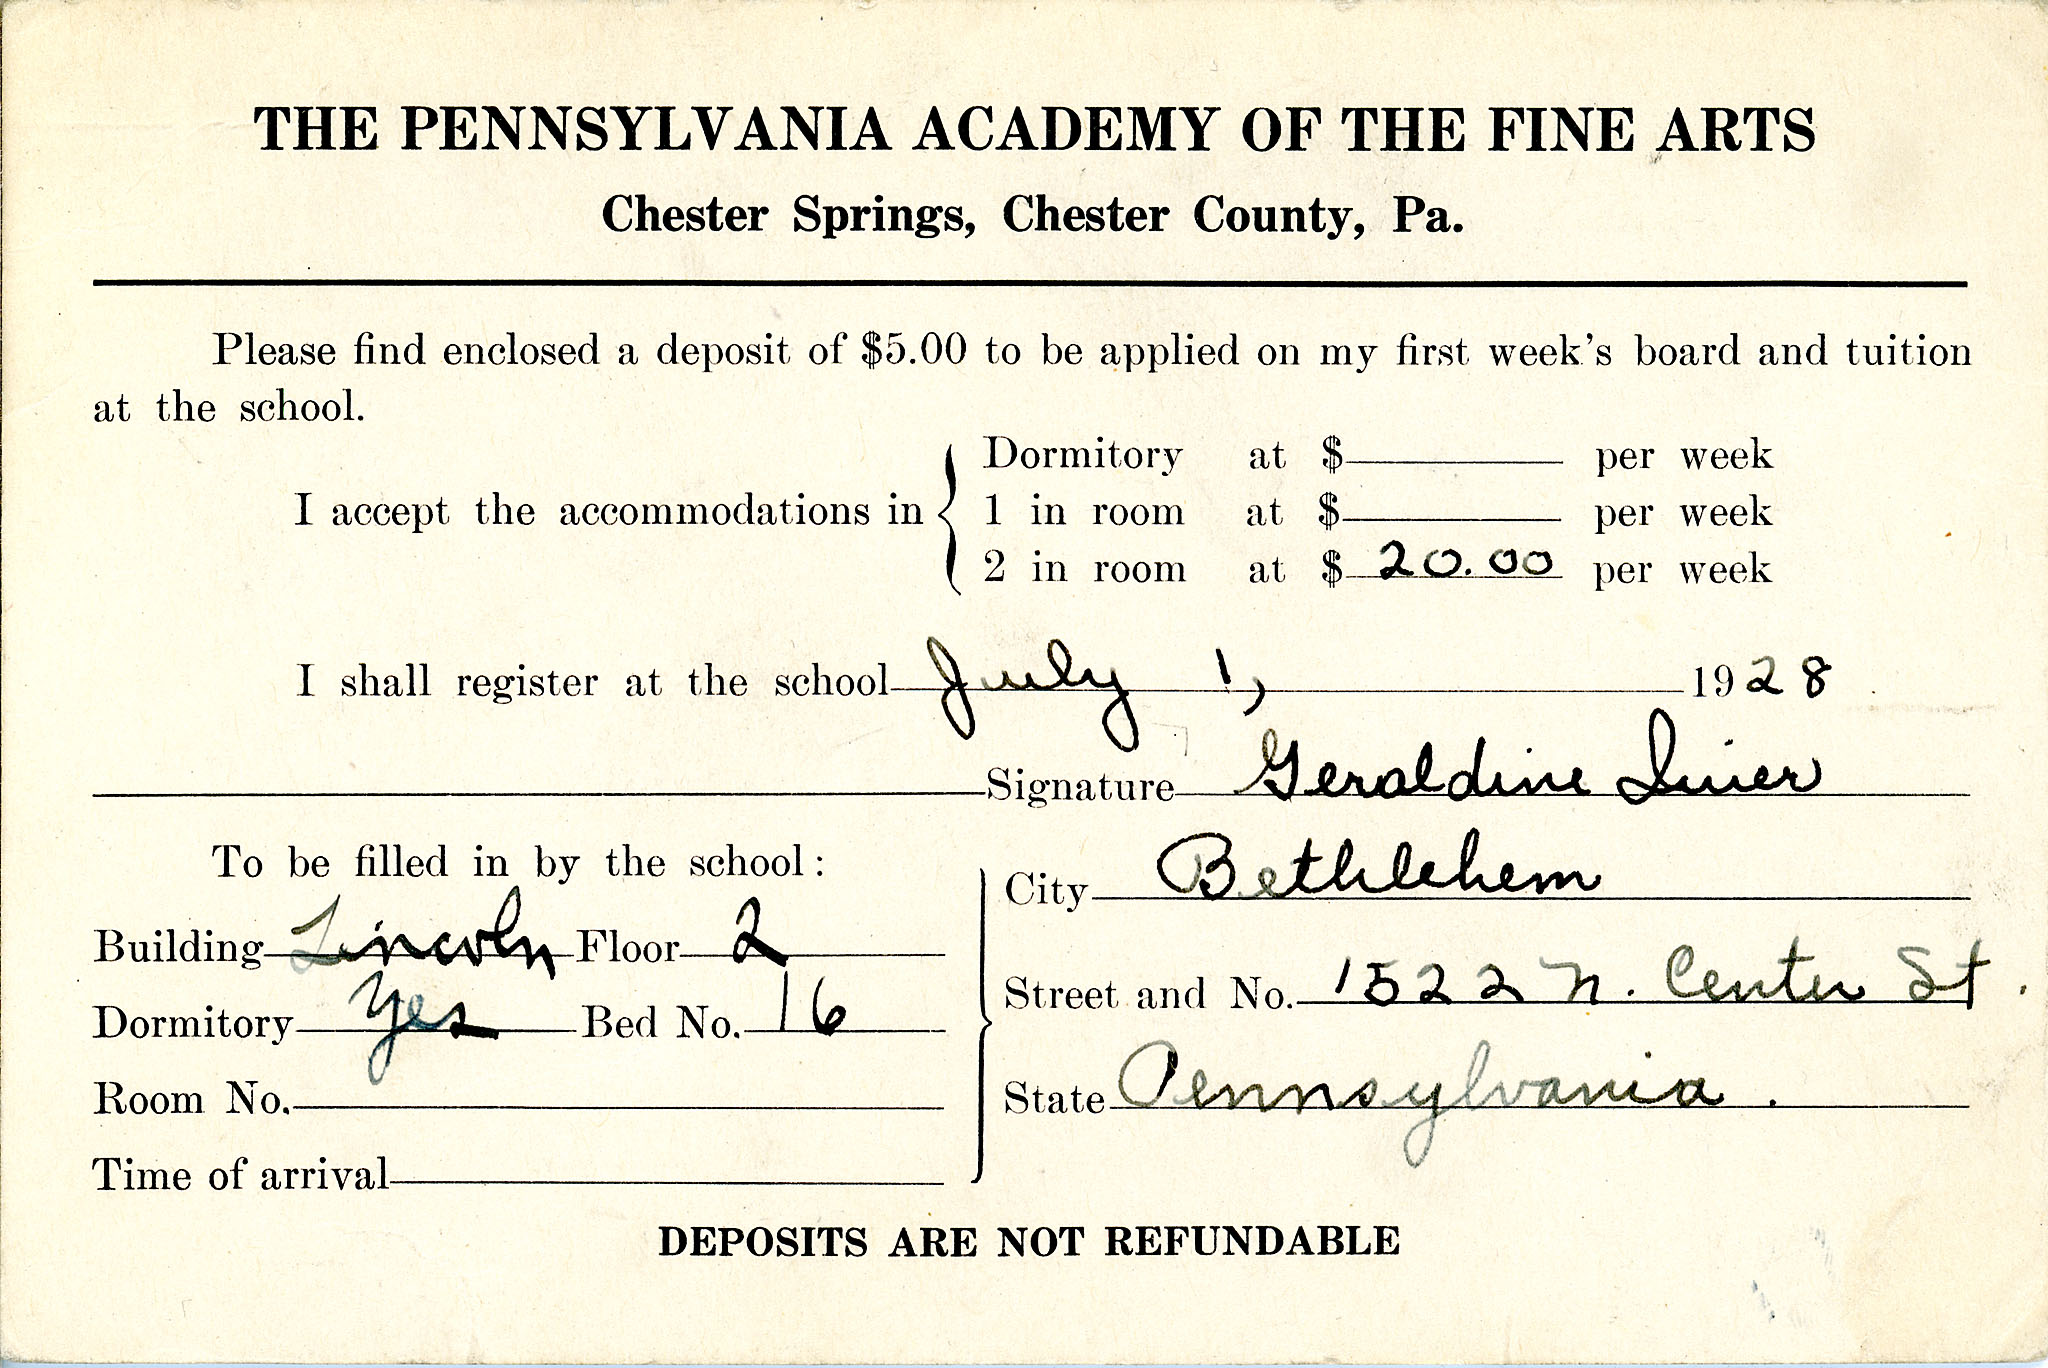 THE PENNSYLVANIA ACADEMY OF THE FINE ARTS
Chester Springs, Chester County, Pa.
Please find enclosed a deposit of $5.00 to be applied on my first week's board and tuition
at the school.
I accept the accommodations in
Dormitory at $ per week
1 in room at $ per week
2 in room at $ 20.00 per week
I shall register at the school July 1, 1928
Signature Geraldine
To be filled in by the school:
City Bethlehem
Building Lincoln Floor 2
Street and No. 1522 N. Center St.
Dormitory Yes Bed No. 16
State Pennsylvania.
Room No.
Time of arrival
DEPOSITS ARE NOT REFUNDABLE